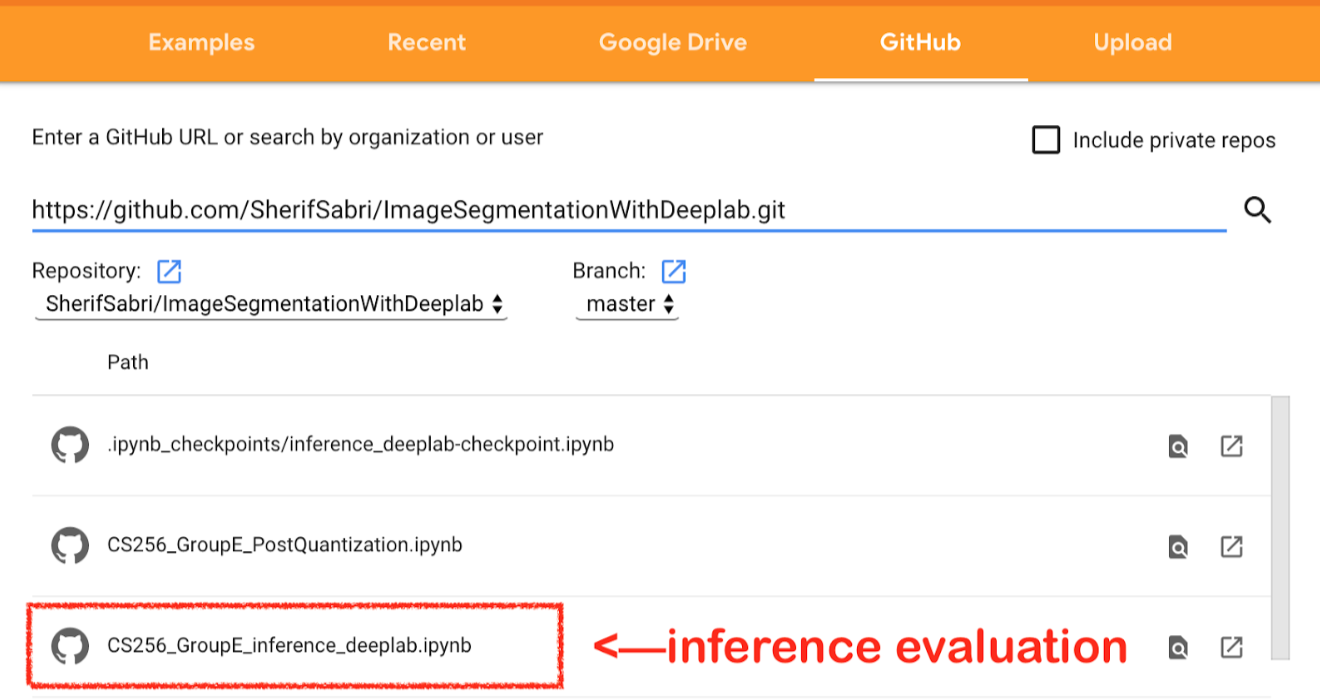 Examples Recent Google Drive GitHub Upload
Enter a GitHub URL or search by organization or user
Include private repos
https://github.com/SherifSabri/ImageSegmentationWithDeeplab.git
Repository: Branch:
SherifSabri/ImageSegmentationWithDeeplab master
Path
.ipynb_checkpoints/inference_deeplab-checkpoint.ipynb
CS256_GroupE_PostQuantization.ipynb
CS256_GroupE_inference_deeplab.ipynb <—inference evaluation